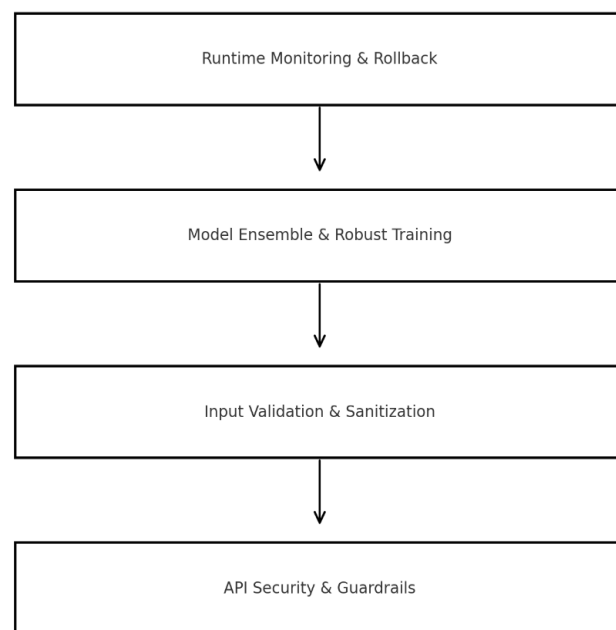 Runtime Monitoring & Rollback
Model Ensemble & Robust Training
Input Validation & Sanitization
API Security & Guardrails